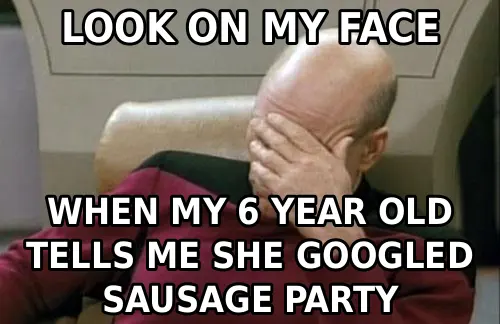 LOOK ON MY FACE
WHEN MY 6 YEAR OLD
TELLS ME SHE GOOGLED
SAUSAGE PARTY